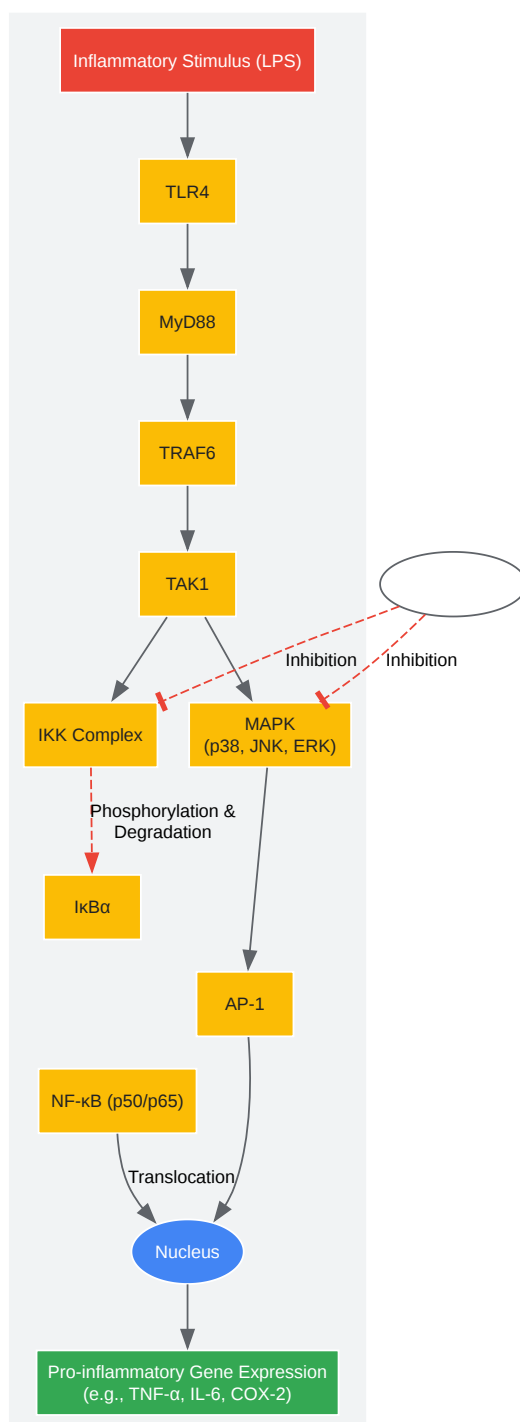 Inflammatory Stimulus (LPS)
TLR4
MyD88
TRAF6
TAK1
Inhibition
Inhibition
IKK Complex
MAPK
(p38, JNK, ERK)
Phosphorylation &
Degradation
IκBα
AP-1
NF-κB (p50/p65)
Translocation
Nucleus
Pro-inflammatory Gene Expression
(e.g., TNF-α, IL-6, COX-2)